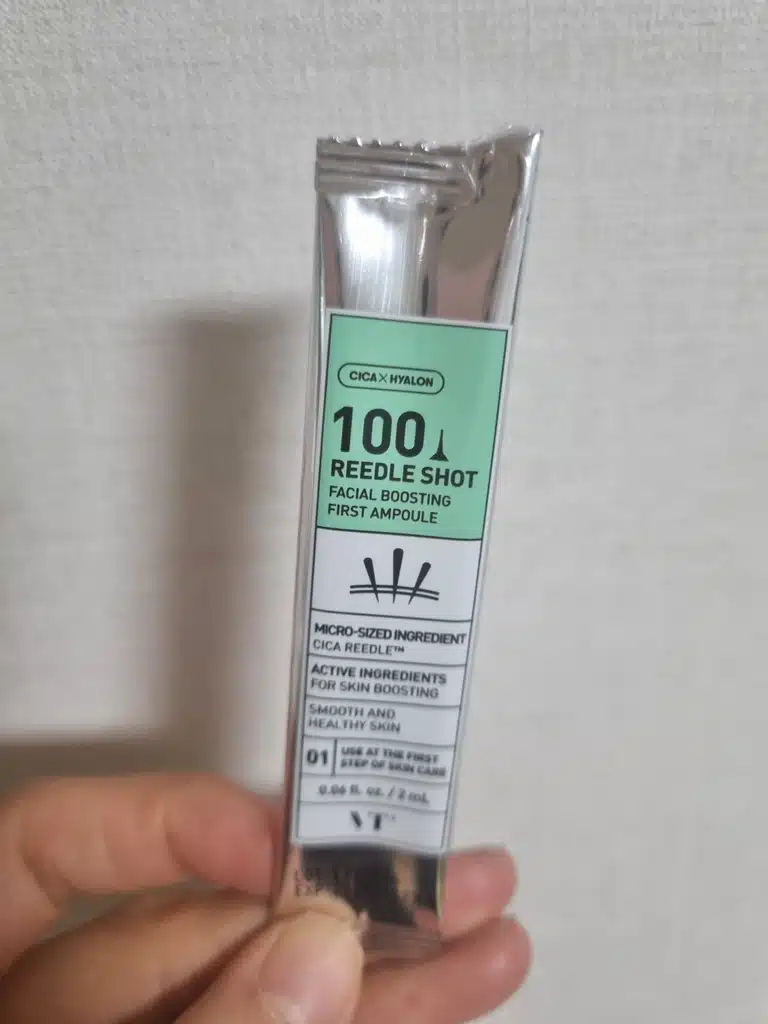 CICA×HYALON
100
REEDLE SHOT
FACIAL BOOSTING
FIRST AMPOULE
MICRO-SIZED INGREDIENT
CICA REEDLE™
ACTIVE INGREDIENTS
FOR SKIN BOOSTING
SMOOTH AND
HEALTHY SKIN
01 USE AT THE FIRST
STEP OF SKIN CARE
0.06 fl. oz. / 2 mL
VT
LOT
EXP